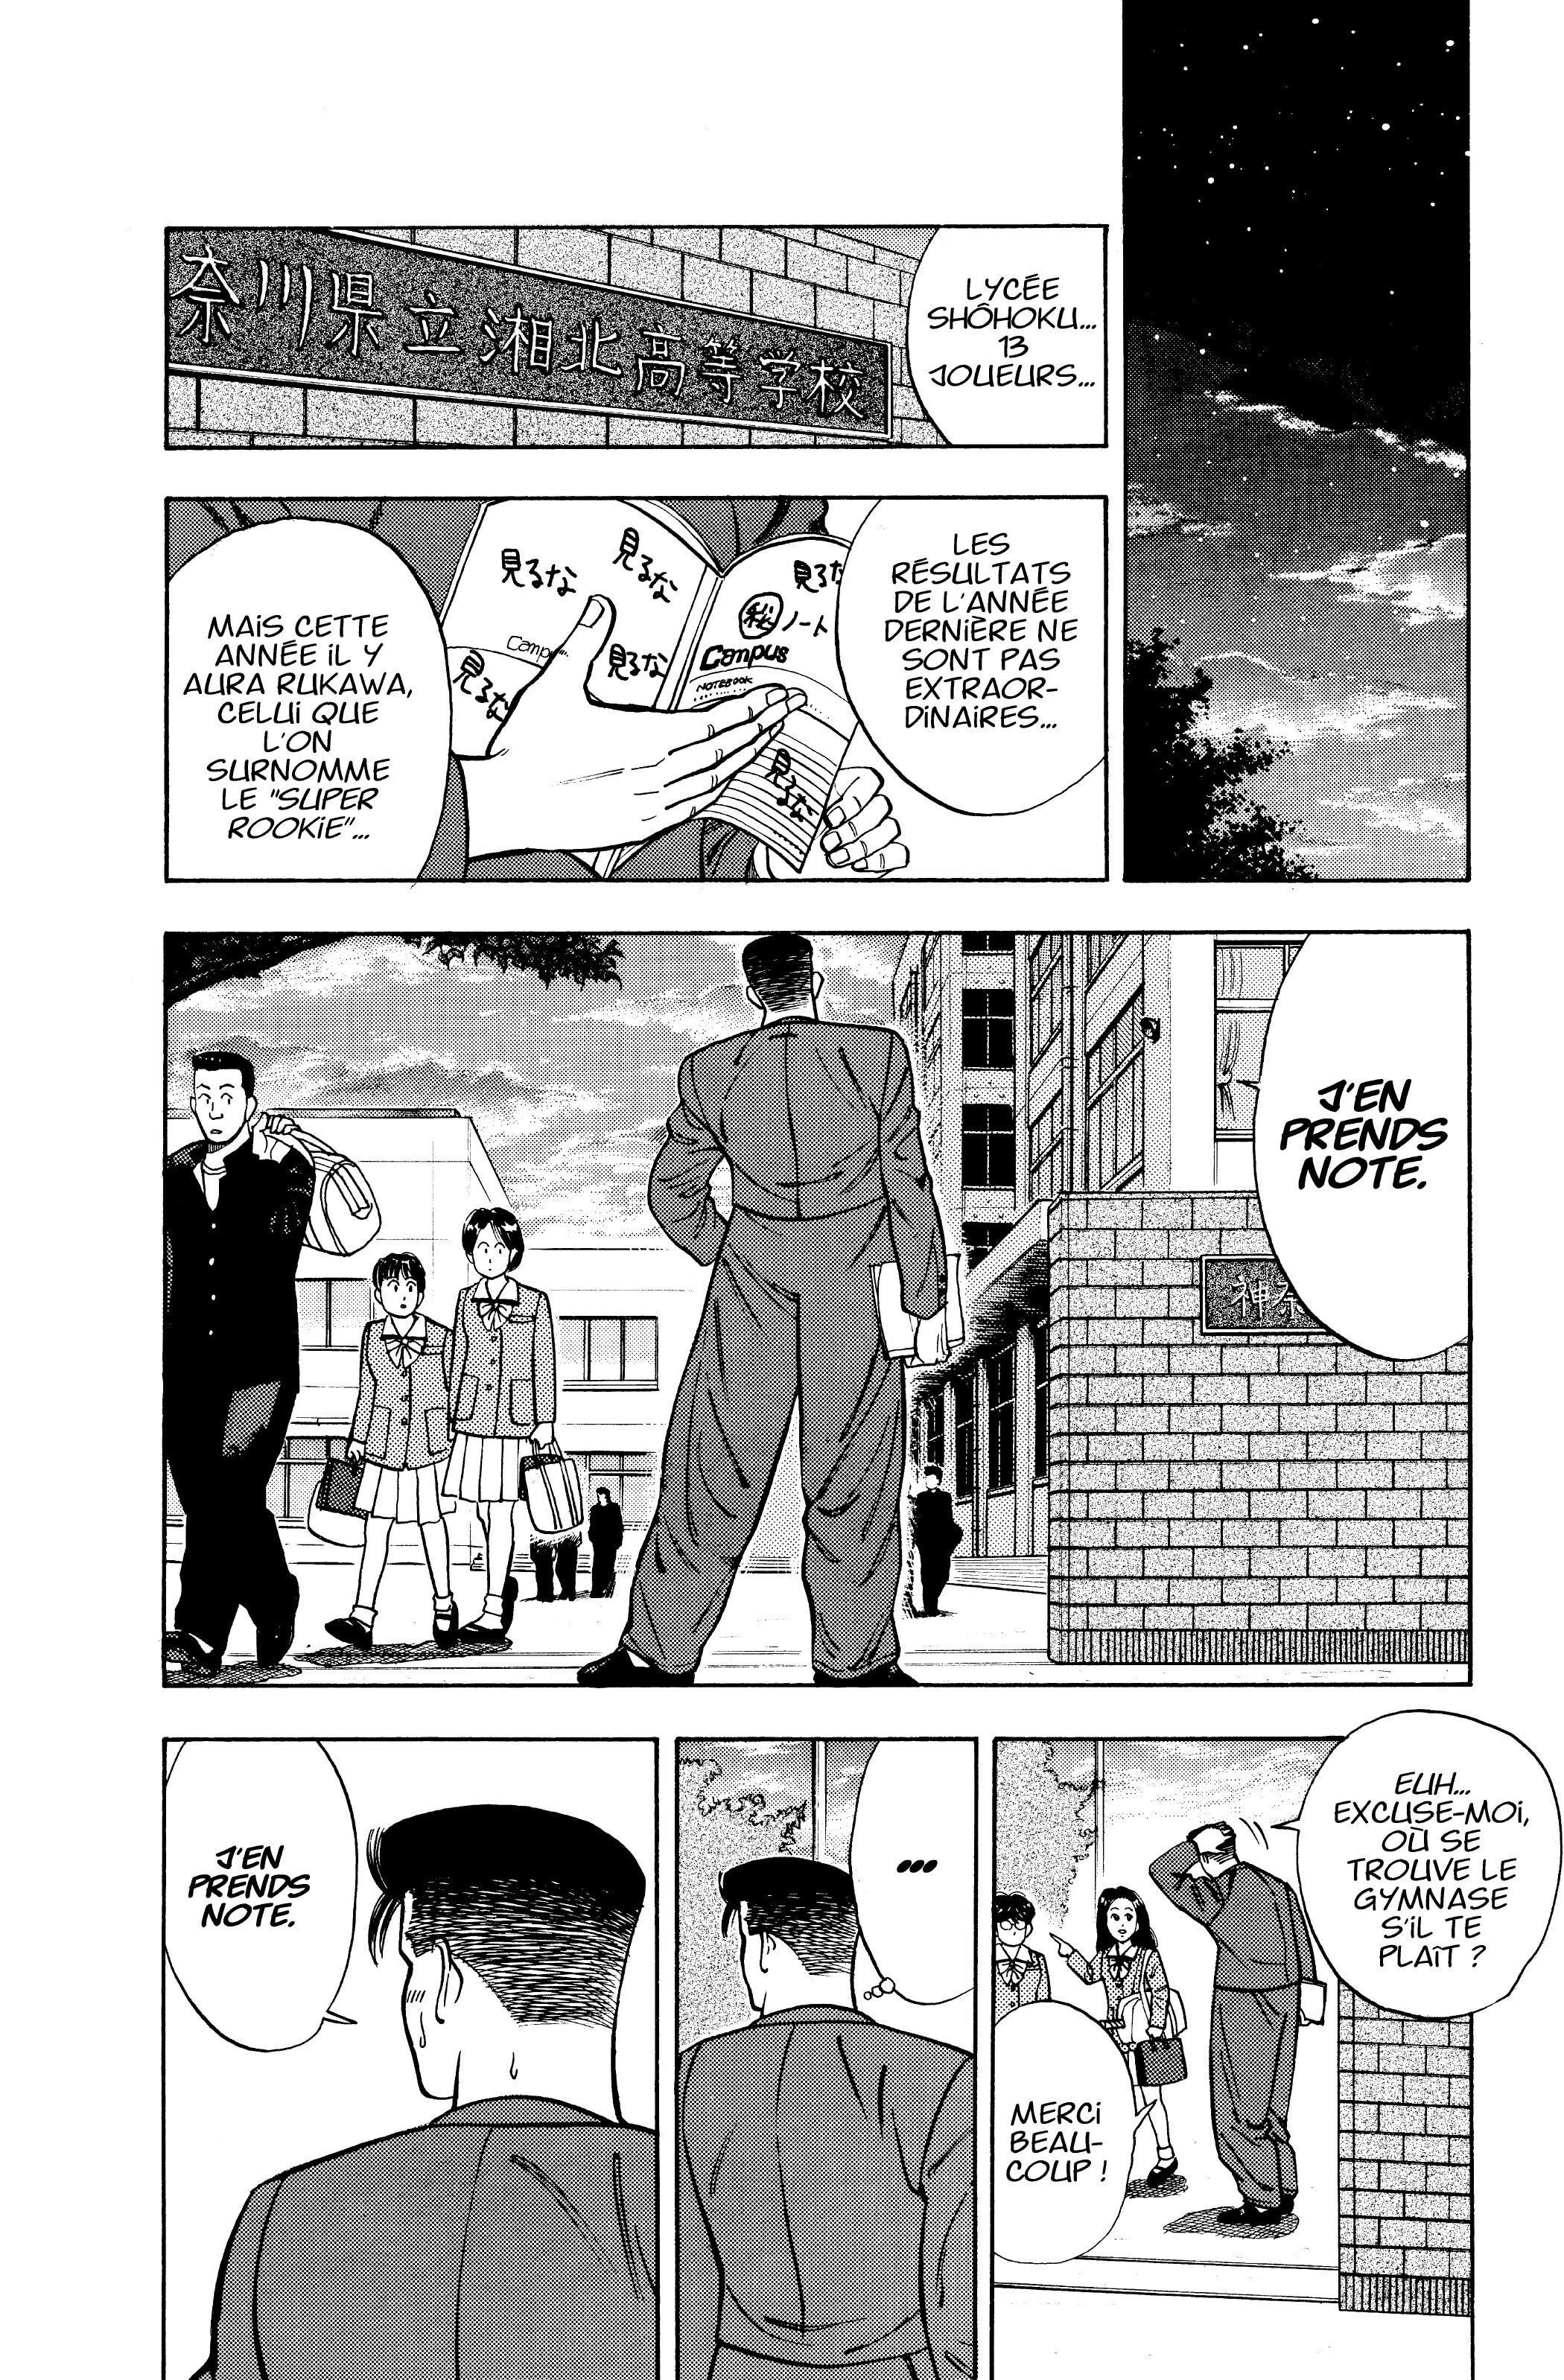 LYCÉE
SHÔHOKU...
13
JOUEURS...
奈川県立湘北高等学校
LES
RÉSULTATS
DE L'ANNÉE
DERNIÈRE NE
SONT PAS
EXTRAOR-
DINAIRES...
見るな
見るな
見る
㊙ノート
Campus
NOTEBOOK
Camp
見るな
見るな
見るな
MAIS CETTE
ANNÉE IL Y
AURA RUKAWA,
CELUI QUE
L'ON
SURNOMME
LE "SUPER
ROOKIE"...
J'EN
PRENDS
NOTE.
神奈
EUH...
EXCUSE-MOI,
OÙ SE
TROUVE LE
GYMNASE
S'IL TE
PLAÎT ?
MERCI
BEAU-
COUP !
...
J'EN
PRENDS
NOTE.